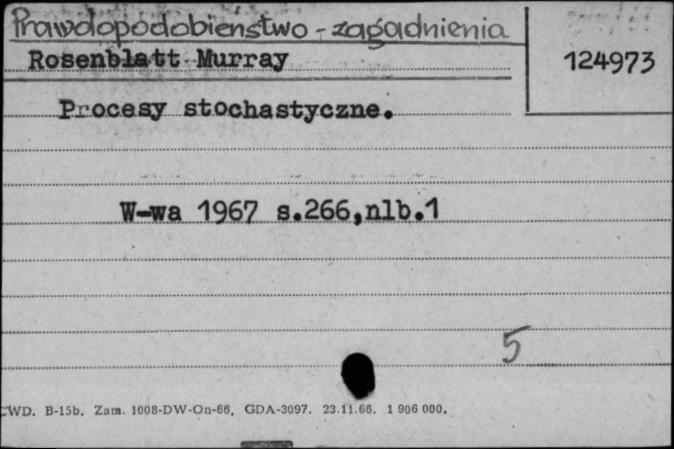 Prawdopodobieństwo - zagadnienia
Rosenblatt Murray
124973
Procesy stochastyczne.
W-wa 1967 s.266,nlb.1
5
CWD. B-15b. Zam. 1008-DW-On-66. GDA-3097. 23.11.66. 1 906 000.